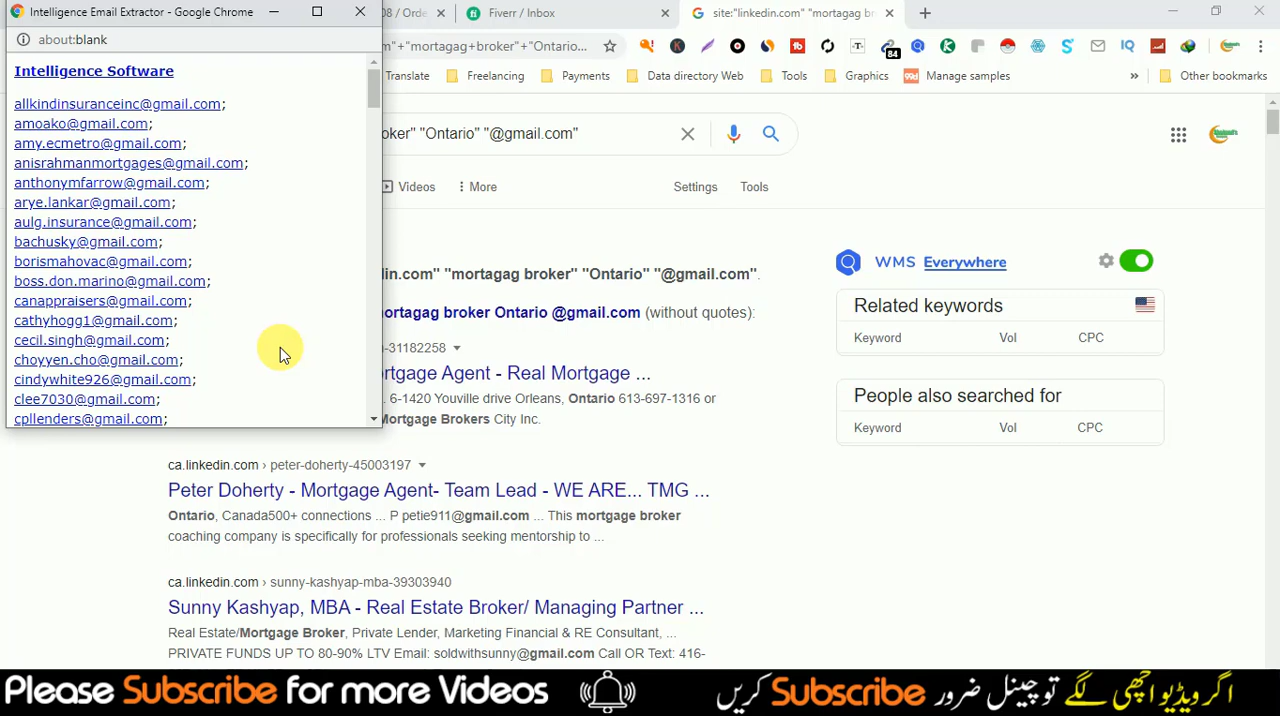 Intelligence Email Extractor - Google Chrome
08 / Orde
Fiverr / Inbox
site:"linkedin.com" "mortagag br
about:blank
m"+"mortagag+broker"+"Ontario...
84
Translate
Freelancing
Payments
Data directory Web
Tools
Graphics
99d
Manage samples
»
Other bookmarks
Intelligence Software
allkindinsuranceinc@gmail.com;
amoako@gmail.com;
amy.ecmetro@gmail.com;
anisrahmanmortgages@gmail.com;
anthonymfarrow@gmail.com;
arye.lankar@gmail.com;
aulg.insurance@gmail.com;
bachusky@gmail.com;
borismahovac@gmail.com;
boss.don.marino@gmail.com;
canappraisers@gmail.com;
cathyhogg1@gmail.com;
cecil.singh@gmail.com;
choyyen.cho@gmail.com;
cindywhite926@gmail.com;
clee7030@gmail.com;
cpllenders@gmail.com;
oker" "Ontario" "@gmail.com"
Videos
More
Settings
Tools
din.com" "mortagag broker" "Ontario" "@gmail.com".
ortagag broker Ontario @gmail.com (without quotes):
a-31182258
rtgage Agent - Real Mortgage ...
. 6-1420 Youville drive Orleans, Ontario 613-697-1316 or
Mortgage Brokers City Inc.
ca.linkedin.com › peter-doherty-45003197
Peter Doherty - Mortgage Agent- Team Lead - WE ARE... TMG ...
Ontario, Canada500+ connections ... P petie911@gmail.com ... This mortgage broker
coaching company is specifically for professionals seeking mentorship to ...
ca.linkedin.com › sunny-kashyap-mba-39303940
Sunny Kashyap, MBA - Real Estate Broker/ Managing Partner ...
Real Estate/Mortgage Broker, Private Lender, Marketing Financial & RE Consultant, ...
PRIVATE FUNDS UP TO 80-90% LTV Email: soldwithsunny@gmail.com Call OR Text: 416-
WMS Everywhere
Related keywords
Keyword Vol CPC
People also searched for
Keyword Vol CPC
Please Subscribe for more Videos
اگر ویڈیو اچھی لگے تو چینل ضرور Subscribe کریں